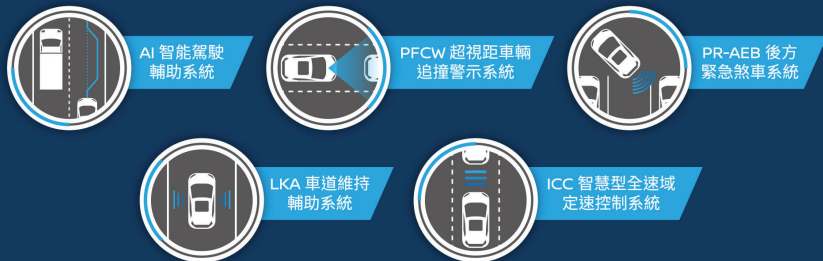 AI 智能駕駛
輔助系統
PFCW 超視距車輛
追撞警示系統
PR-AEB 後方
緊急煞車系統
LKA 車道維持
輔助系統
ICC 智慧型全速域
定速控制系統